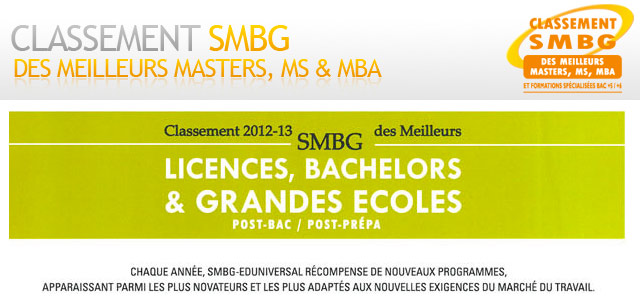 CLASSEMENT SMBG
DES MEILLEURS MASTERS, MS & MBA
CLASSEMENT
SMBG
DES MEILLEURS
MASTERS, MS, MBA
ET FORMATIONS SPÉCIALISÉES BAC +5 / +6
Classement 2012-13 SMBG des Meilleurs
LICENCES, BACHELORS
& GRANDES ECOLES
POST-BAC / POST-PRÉPA
CHAQUE ANNÉE, SMBG-EDUNIVERSAL RÉCOMPENSE DE NOUVEAUX PROGRAMMES,
APPARAISSANT PARMI LES PLUS NOVATEURS ET LES PLUS ADAPTÉS AUX NOUVELLES EXIGENCES DU MARCHÉ DU TRAVAIL.